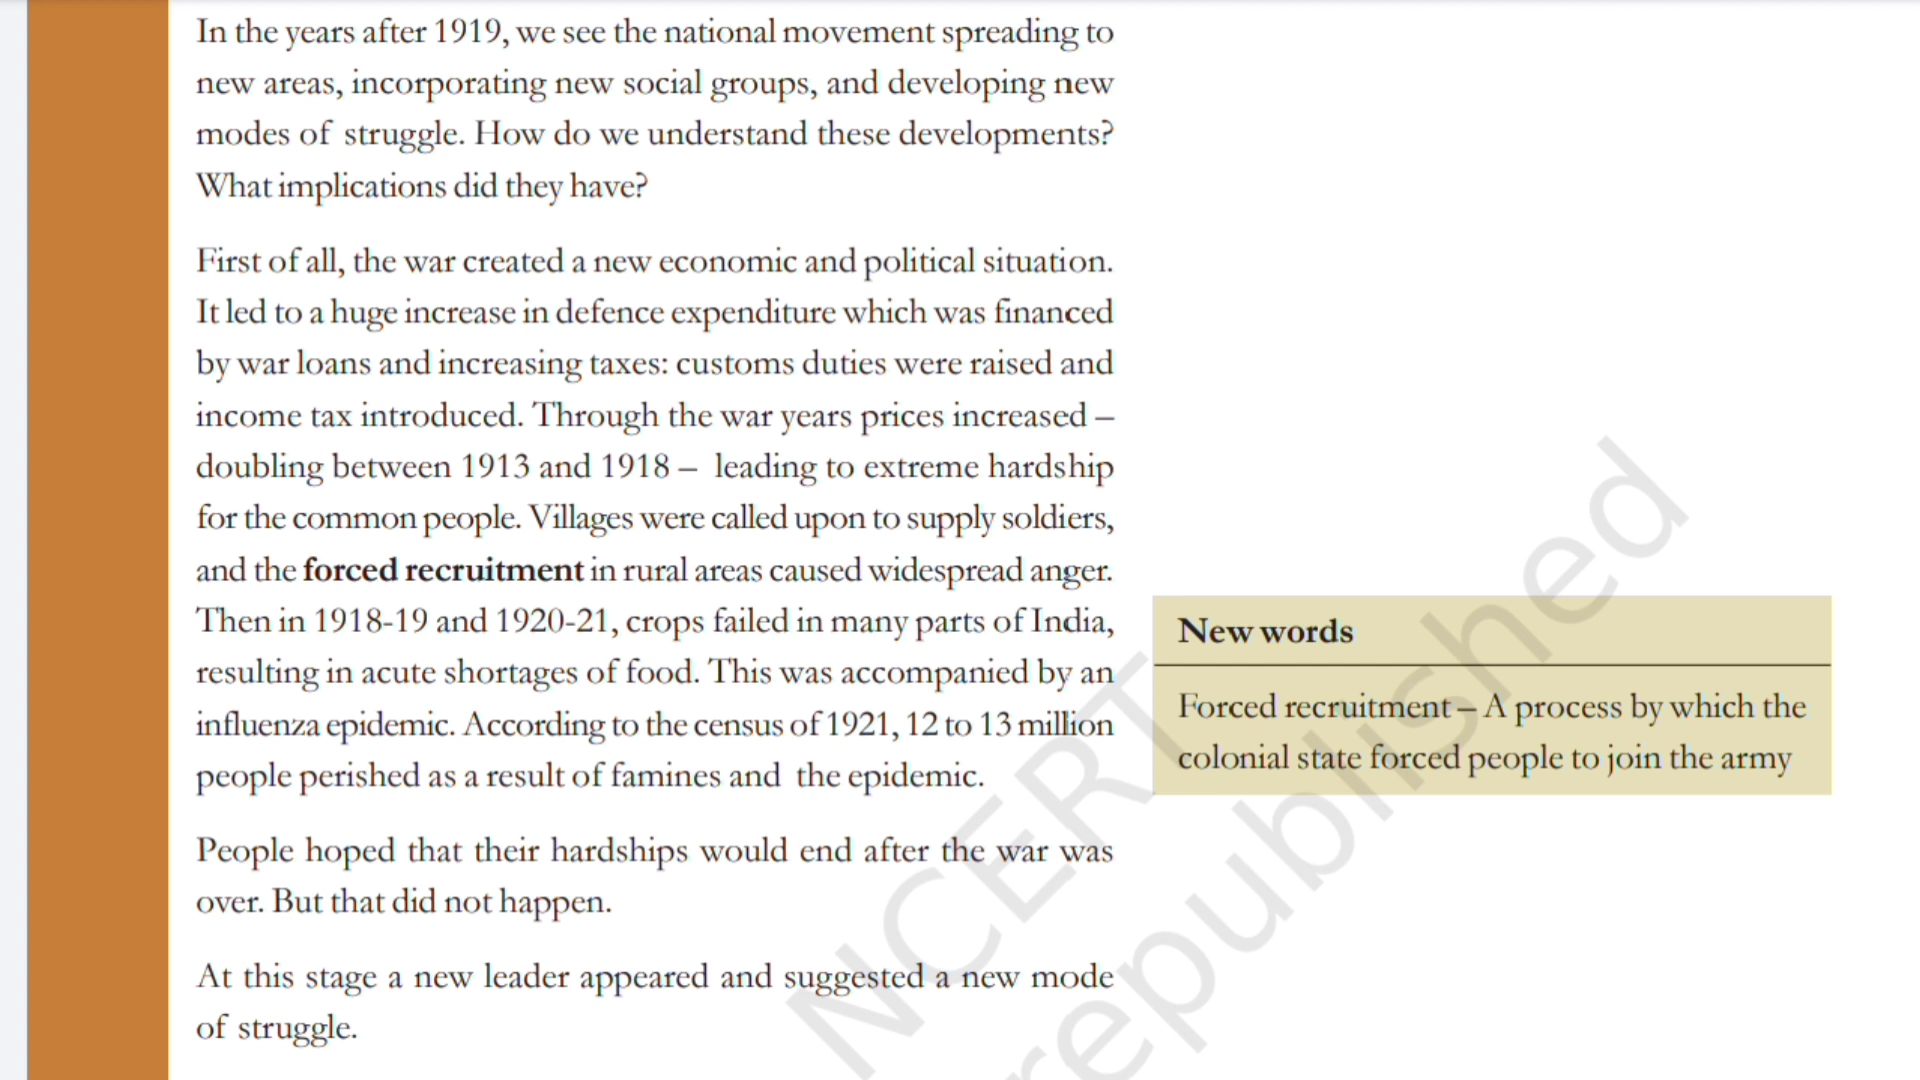 In the years after 1919, we see the national movement spreading to
new areas, incorporating new social groups, and developing new
modes of struggle. How do we understand these developments?
What implications did they have?
First of all, the war created a new economic and political situation.
It led to a huge increase in defence expenditure which was financed
by war loans and increasing taxes: customs duties were raised and
income tax introduced. Through the war years prices increased –
doubling between 1913 and 1918 – leading to extreme hardship
for the common people. Villages were called upon to supply soldiers,
and the forced recruitment in rural areas caused widespread anger.
Then in 1918-19 and 1920-21, crops failed in many parts of India,
resulting in acute shortages of food. This was accompanied by an
influenza epidemic. According to the census of 1921, 12 to 13 million
people perished as a result of famines and the epidemic.
People hoped that their hardships would end after the war was
over. But that did not happen.
At this stage a new leader appeared and suggested a new mode
of struggle.
New words
Forced recruitment – A process by which the
colonial state forced people to join the army
NCERT
republished